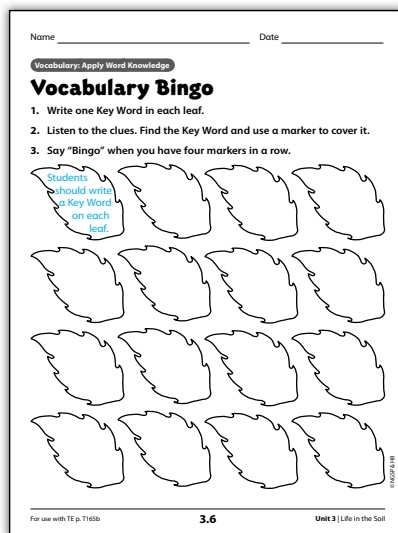 Name Date
Vocabulary: Apply Word Knowledge
Vocabulary Bingo
1. Write one Key Word in each leaf.
2. Listen to the clues. Find the Key Word and use a marker to cover it.
3. Say “Bingo” when you have four markers in a row.
Students
should write
a Key Word
on each
leaf.
© NGSP & HB
For use with TE p. T165b 3.6 Unit 3 | Life in the Soil